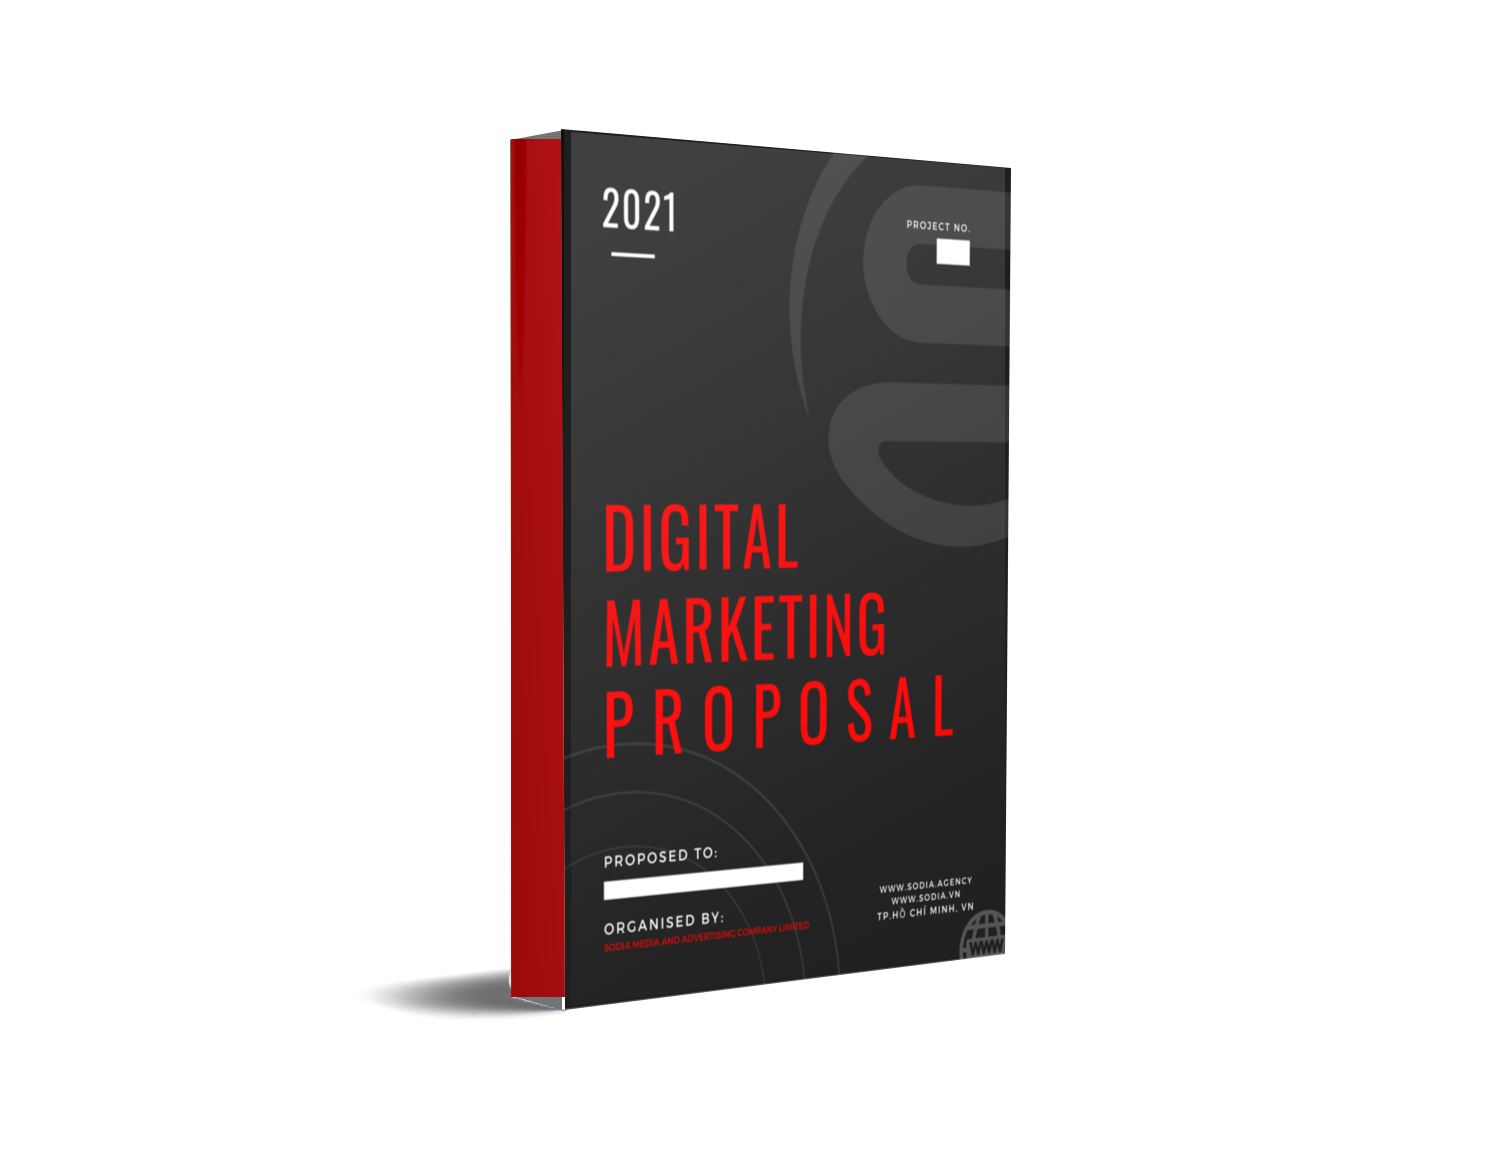 2021
PROJECT NO.
DIGITAL
MARKETING
PROPOSAL
PROPOSED TO:
ORGANISED BY:
SODIA MEDIA AND ADVERTISING COMPANY LIMITED
WWW.SODIA.AGENCY
WWW.SODIA.VN
TP.HỒ CHÍ MINH, VN
WWW